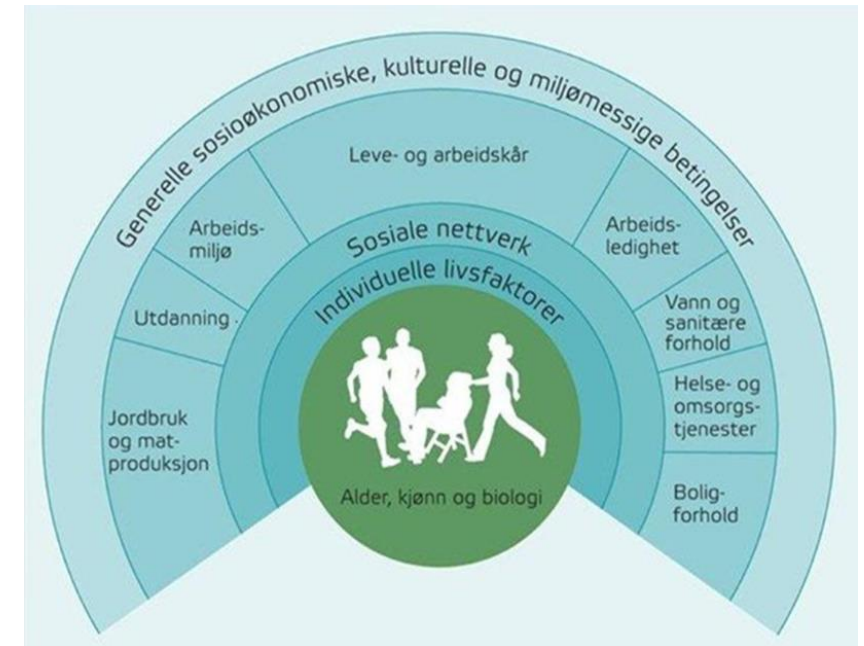 Generelle sosioøkonomiske, kulturelle og miljømessige betingelser
Leve- og arbeidskår
Arbeids-
miljø
Utdanning
Jordbruk
og mat-
produksjon
Arbeids-
ledighet
Vann og
sanitære
forhold
Helse- og
omsorgs-
tjenester
Bolig-
forhold
Sosiale nettverk
Individuelle livsfaktorer
Alder, kjønn og biologi